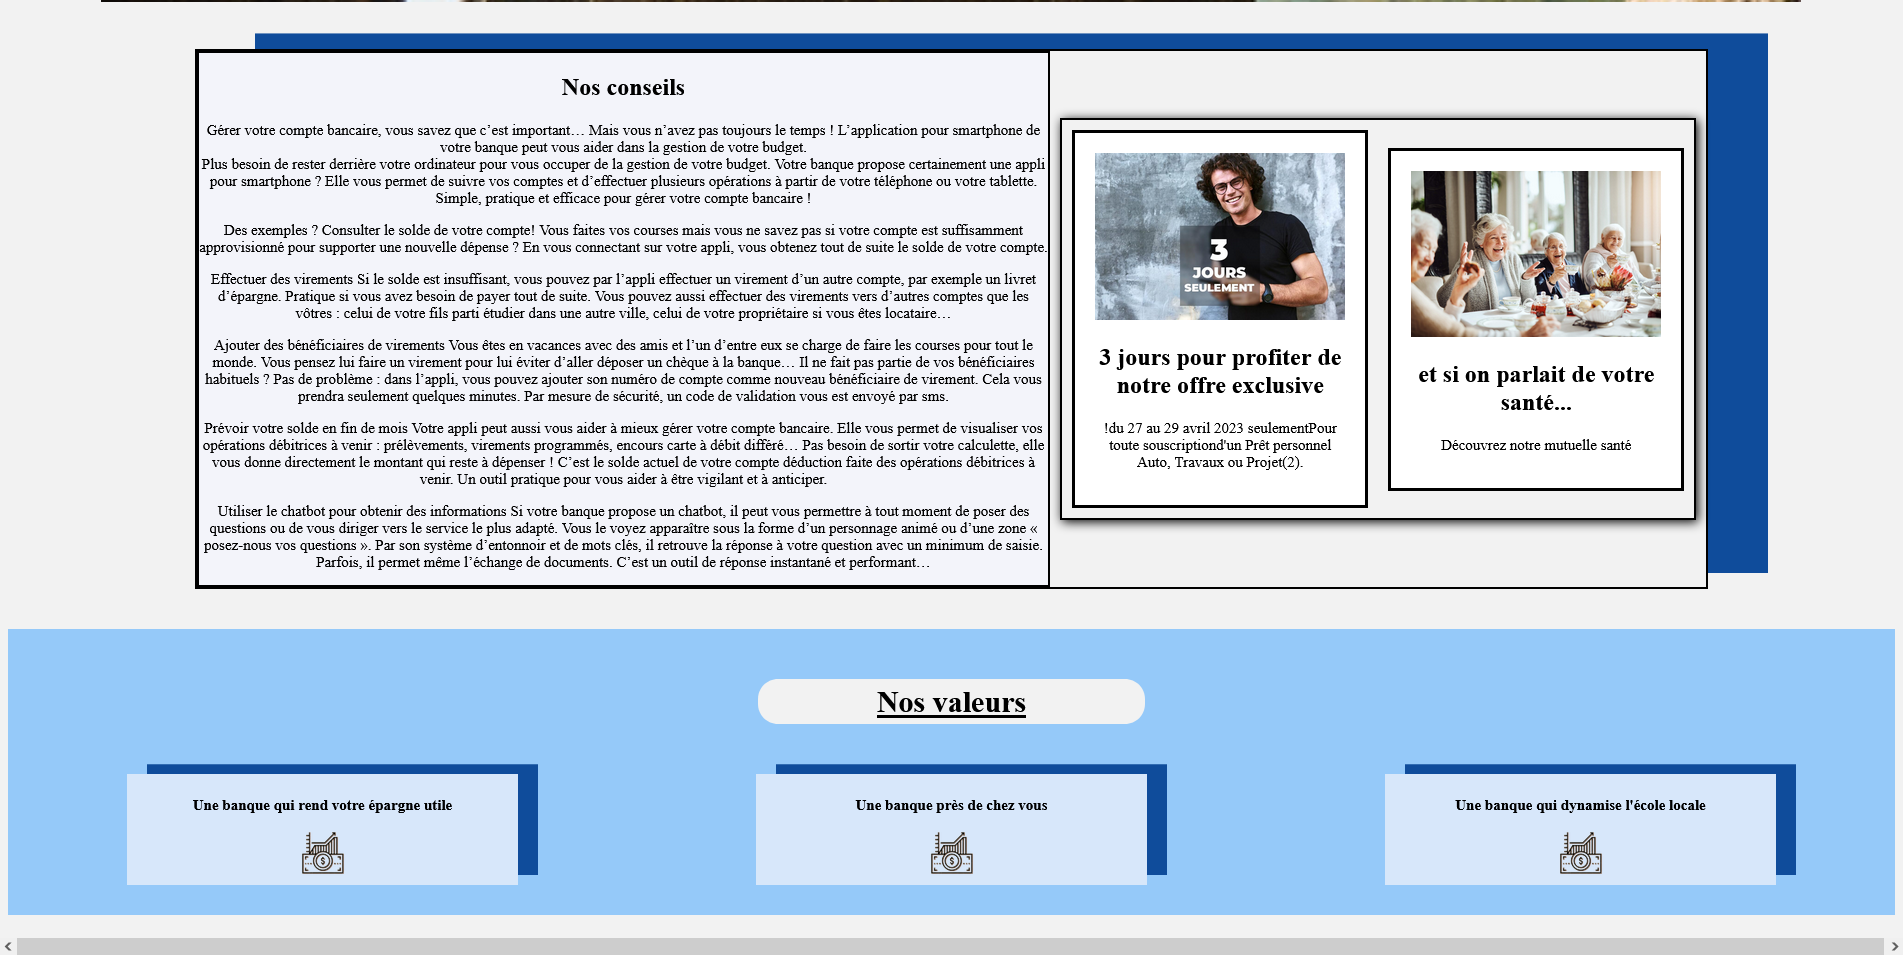 Nos conseils
Gérer votre compte bancaire, vous savez que c’est important… Mais vous n’avez pas toujours le temps ! L’application pour smartphone de
votre banque peut vous aider dans la gestion de votre budget.
Plus besoin de rester derrière votre ordinateur pour vous occuper de la gestion de votre budget. Votre banque propose certainement une appli
pour smartphone ? Elle vous permet de suivre vos comptes et d’effectuer plusieurs opérations à partir de votre téléphone ou votre tablette.
Simple, pratique et efficace pour gérer votre compte bancaire !
Des exemples ? Consulter le solde de votre compte! Vous faites vos courses mais vous ne savez pas si votre compte est suffisamment
approvisionné pour supporter une nouvelle dépense ? En vous connectant sur votre appli, vous obtenez tout de suite le solde de votre compte.
Effectuer des virements Si le solde est insuffisant, vous pouvez par l’appli effectuer un virement d’un autre compte, par exemple un livret
d’épargne. Pratique si vous avez besoin de payer tout de suite. Vous pouvez aussi effectuer des virements vers d’autres comptes que les
vôtres : celui de votre fils parti étudier dans une autre ville, celui de votre propriétaire si vous êtes locataire…
Ajouter des bénéficiaires de virements Vous êtes en vacances avec des amis et l’un d’entre eux se charge de faire les courses pour tout le
monde. Vous pensez lui faire un virement pour lui éviter d’aller déposer un chèque à la banque… Il ne fait pas partie de vos bénéficiaires
habituels ? Pas de problème : dans l’appli, vous pouvez ajouter son numéro de compte comme nouveau bénéficiaire de virement. Cela vous
prendra seulement quelques minutes. Par mesure de sécurité, un code de validation vous est envoyé par sms.
Prévoir votre solde en fin de mois Votre appli peut aussi vous aider à mieux gérer votre compte bancaire. Elle vous permet de visualiser vos
opérations débitrices à venir : prélèvements, virements programmés, encours carte à débit différé… Pas besoin de sortir votre calculette, elle
vous donne directement le montant qui reste à dépenser ! C’est le solde actuel de votre compte déduction faite des opérations débitrices à
venir. Un outil pratique pour vous aider à être vigilant et à anticiper.
Utiliser le chatbot pour obtenir des informations Si votre banque propose un chatbot, il peut vous permettre à tout moment de poser des
questions ou de vous diriger vers le service le plus adapté. Vous le voyez apparaître sous la forme d’un personnage animé ou d’une zone «
posez-nous vos questions ». Par son système d’entonnoir et de mots clés, il retrouve la réponse à votre question avec un minimum de saisie.
Parfois, il permet même l’échange de documents. C’est un outil de réponse instantané et performant…
3
JOURS
SEULEMENT
3 jours pour profiter de
notre offre exclusive
!du 27 au 29 avril 2023 seulementPour
toute souscriptiond'un Prêt personnel
Auto, Travaux ou Projet(2).
et si on parlait de votre
santé...
Découvrez notre mutuelle santé
Nos valeurs
Une banque qui rend votre épargne utile
Une banque près de chez vous
Une banque qui dynamise l'école locale